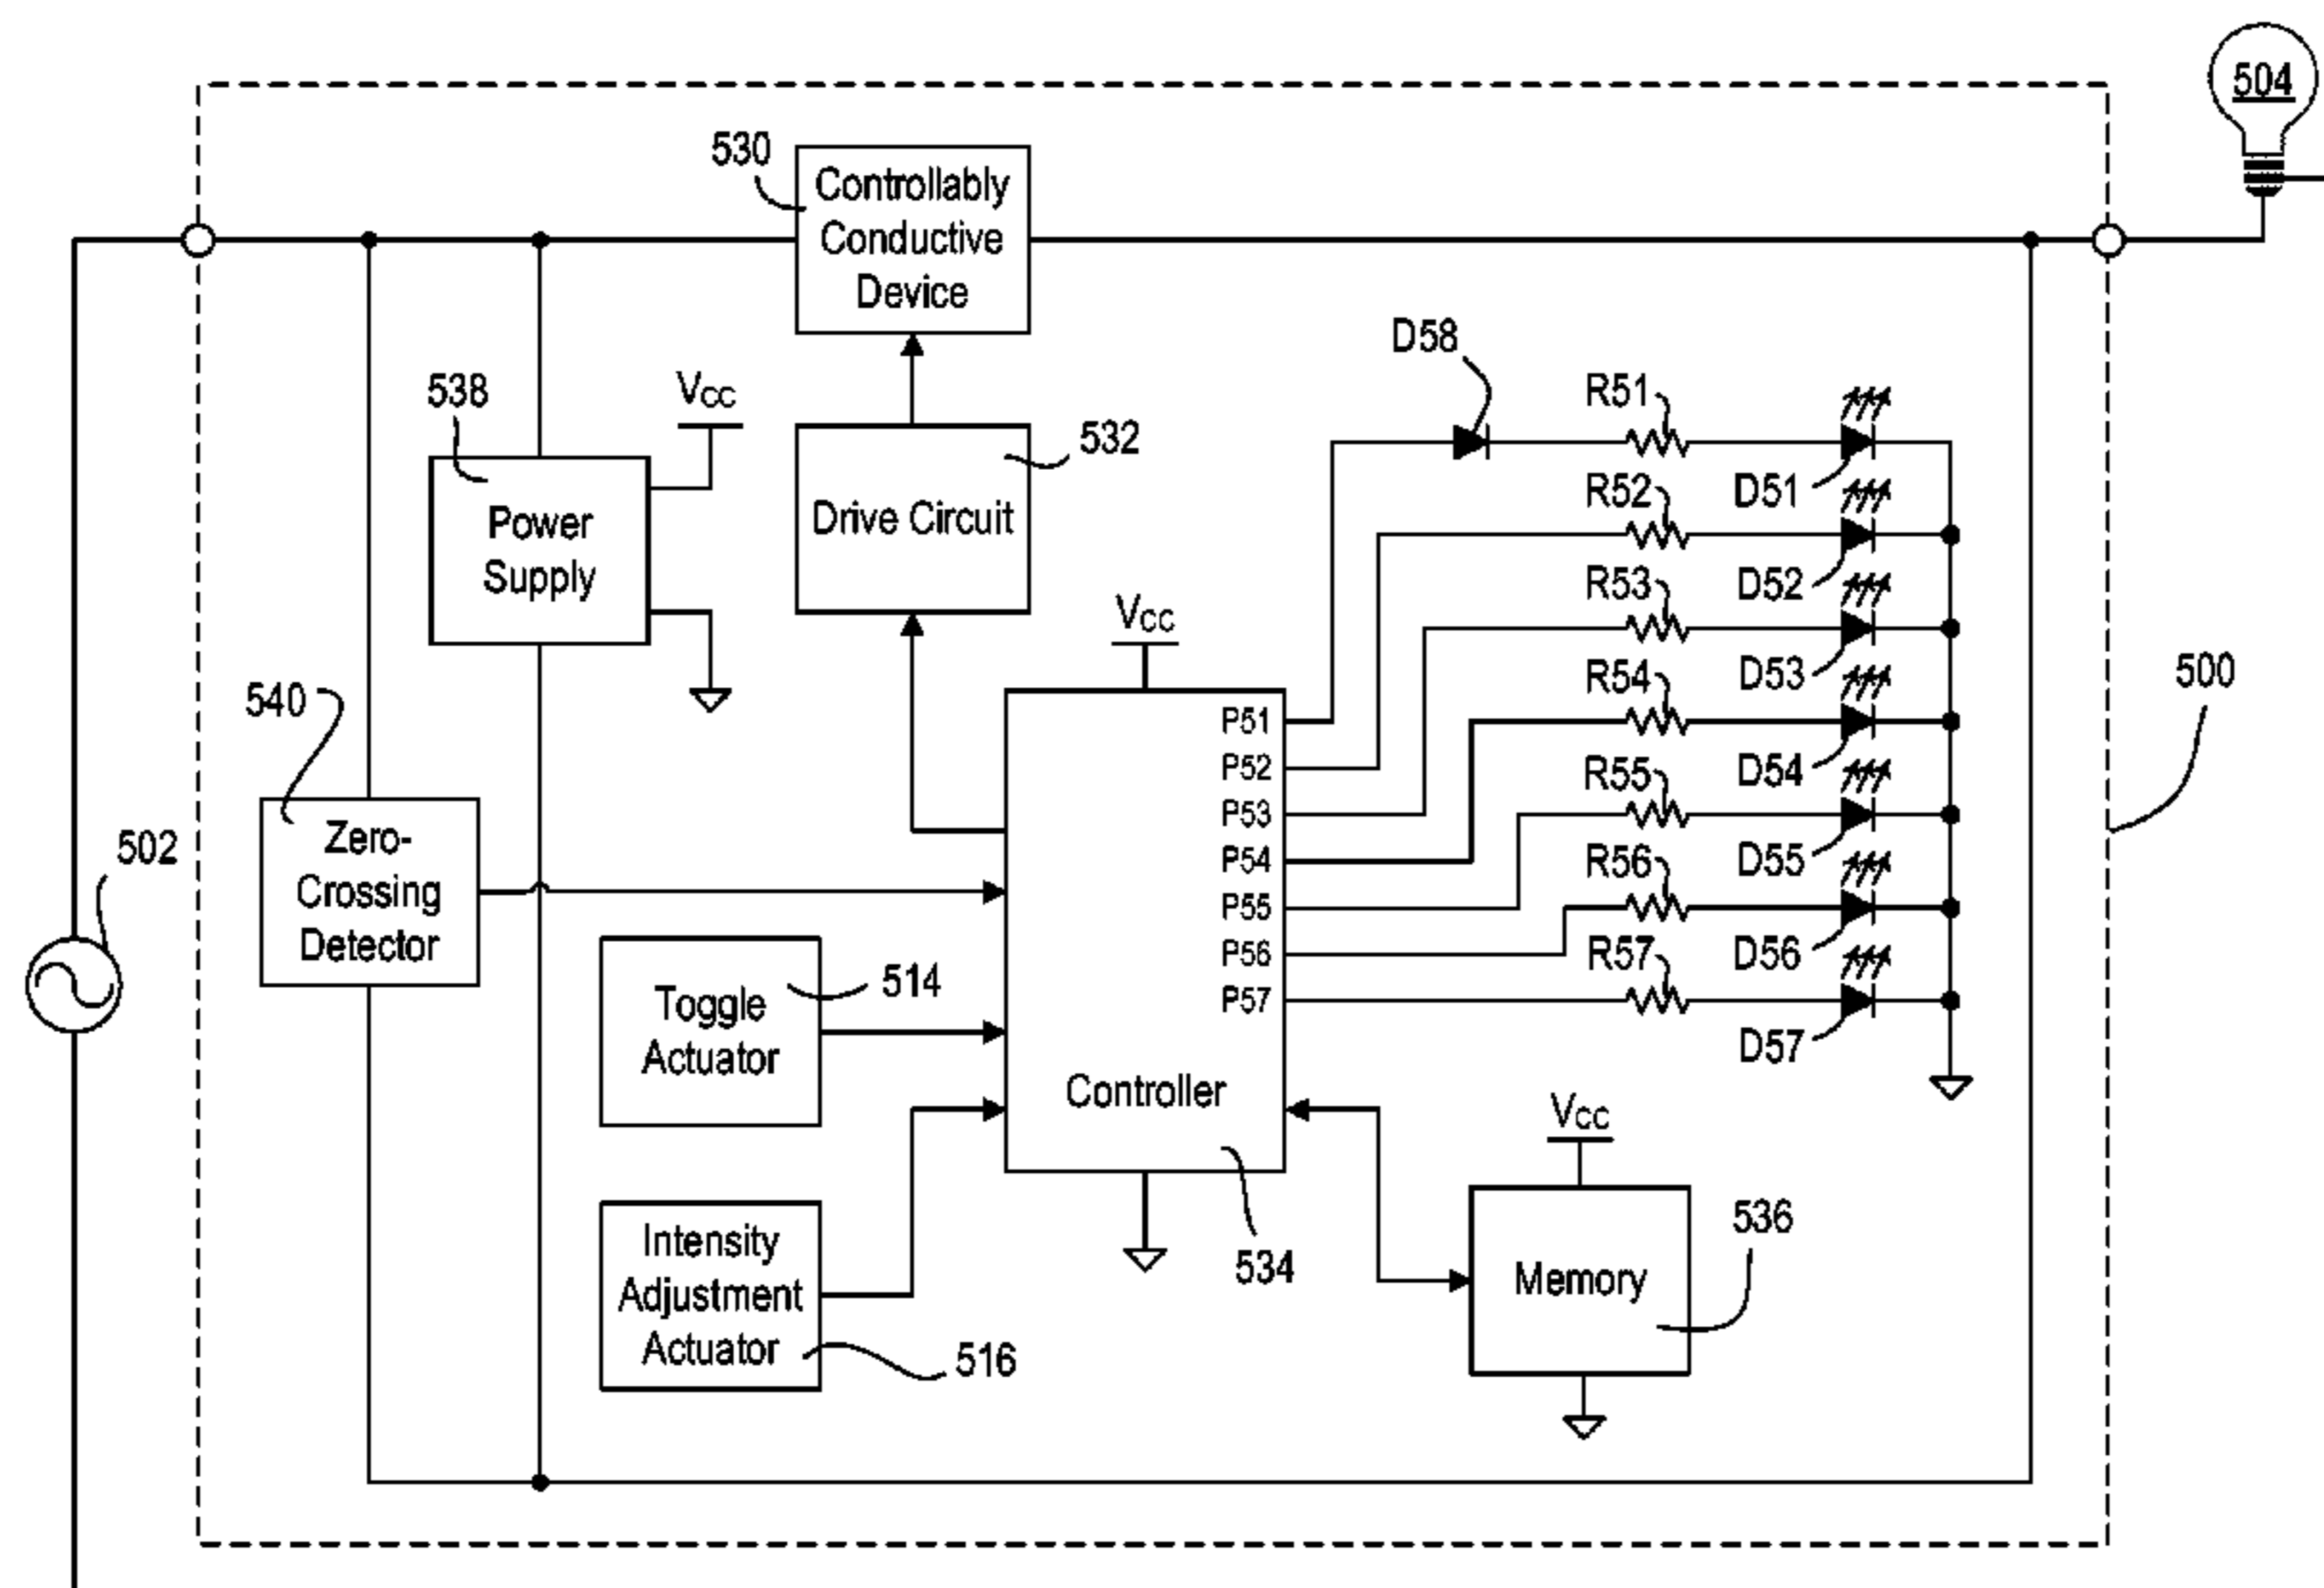 504
530
Controllably
Conductive
Device
D58
538
VCC
R51
532
Drive Circuit
Power
Supply
R52
D51
R53
D52
VCC
R54
D53
500
540
P51
P52
R55
D54
P53
502
Zero-
Crossing
Detector
P54
R56
D55
P55
P56
R57
D56
514
Toggle
Actuator
P57
D57
Controller
VCC
534
536
Memory
Intensity
Adjustment
Actuator
516